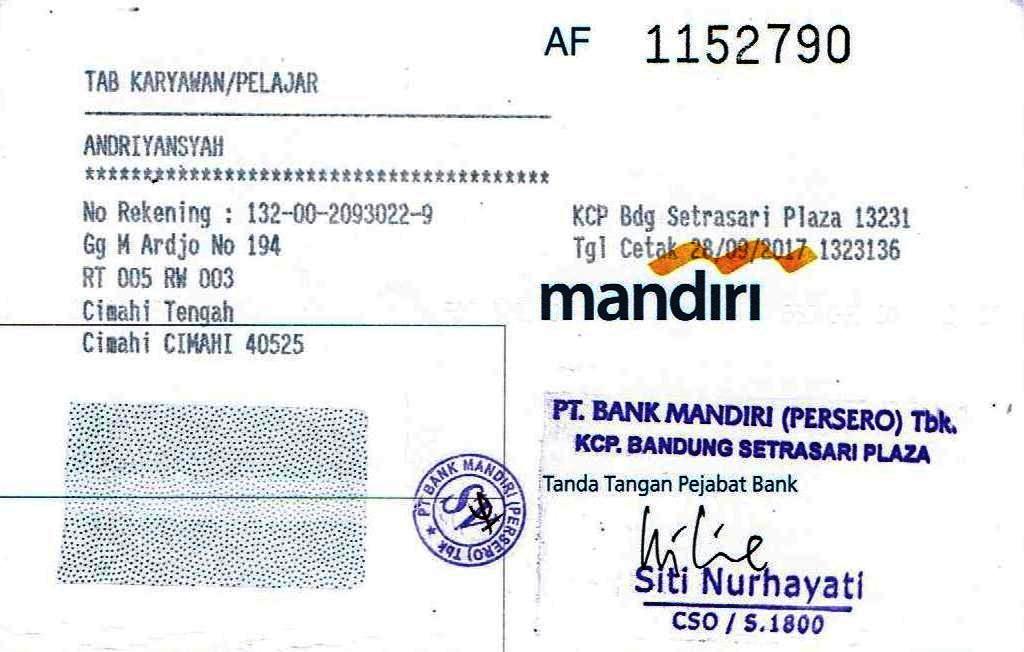 AF 1152790
TAB KARYAWAN/PELAJAR
ANDRIYANSYAH
****************************************
No Rekening : 132-00-2093022-9
Gg M Ardjo No 194
RT 005 RW 003
Cimahi Tengah
Cimahi CIMAHI 40525
KCP Bdg Setrasari Plaza 13231
Tgl Cetak 28/09/2017 1323136
mandiri
PT. BANK MANDIRI (PERSERO) Tbk.
KCP. BANDUNG SETRASARI PLAZA
Tanda Tangan Pejabat Bank
Siti Nurhayati
CSO / S.1800
PT BANK MANDIRI (PERSERO) Tbk